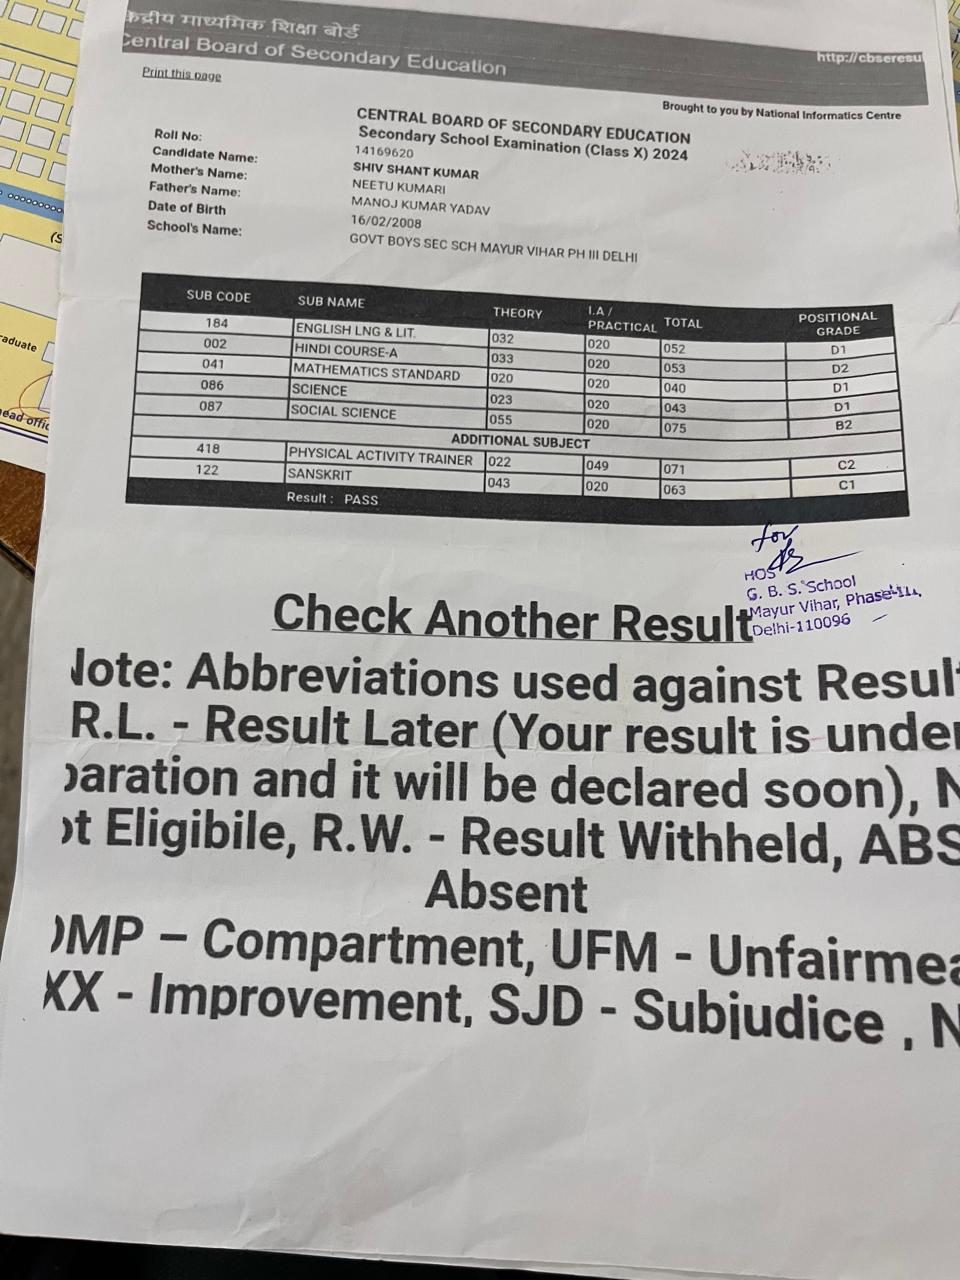 केंद्रीय माध्यमिक शिक्षा बोर्ड
Central Board of Secondary Education
http://cbseresu
Print this page
Brought to you by National Informatics Centre
CENTRAL BOARD OF SECONDARY EDUCATION
Secondary School Examination (Class X) 2024
Roll No: 14169620
Candidate Name: SHIV SHANT KUMAR
Mother's Name: NEETU KUMARI
Father's Name: MANOJ KUMAR YADAV
Date of Birth 16/02/2008
School's Name: GOVT BOYS SEC SCH MAYUR VIHAR PH III DELHI
SUB CODE SUB NAME THEORY I.A / PRACTICAL TOTAL POSITIONAL GRADE
184 ENGLISH LNG & LIT. 032 020 052 D1
002 HINDI COURSE-A 033 020 053 D2
041 MATHEMATICS STANDARD 020 020 040 D1
086 SCIENCE 023 020 043 D1
087 SOCIAL SCIENCE 055 020 075 B2
ADDITIONAL SUBJECT
418 PHYSICAL ACTIVITY TRAINER 022 049 071 C2
122 SANSKRIT 043 020 063 C1
Result : PASS
for
HOS
G. B. S. School
Mayur Vihar, Phase-III,
Delhi-110096
Check Another Result
Note: Abbreviations used against Result
R.L. - Result Later (Your result is under
paration and it will be declared soon), N
ot Eligibile, R.W. - Result Withheld, ABS
Absent
OMP – Compartment, UFM - Unfairmea
XX - Improvement, SJD - Subjudice , N
raduate
ead offic